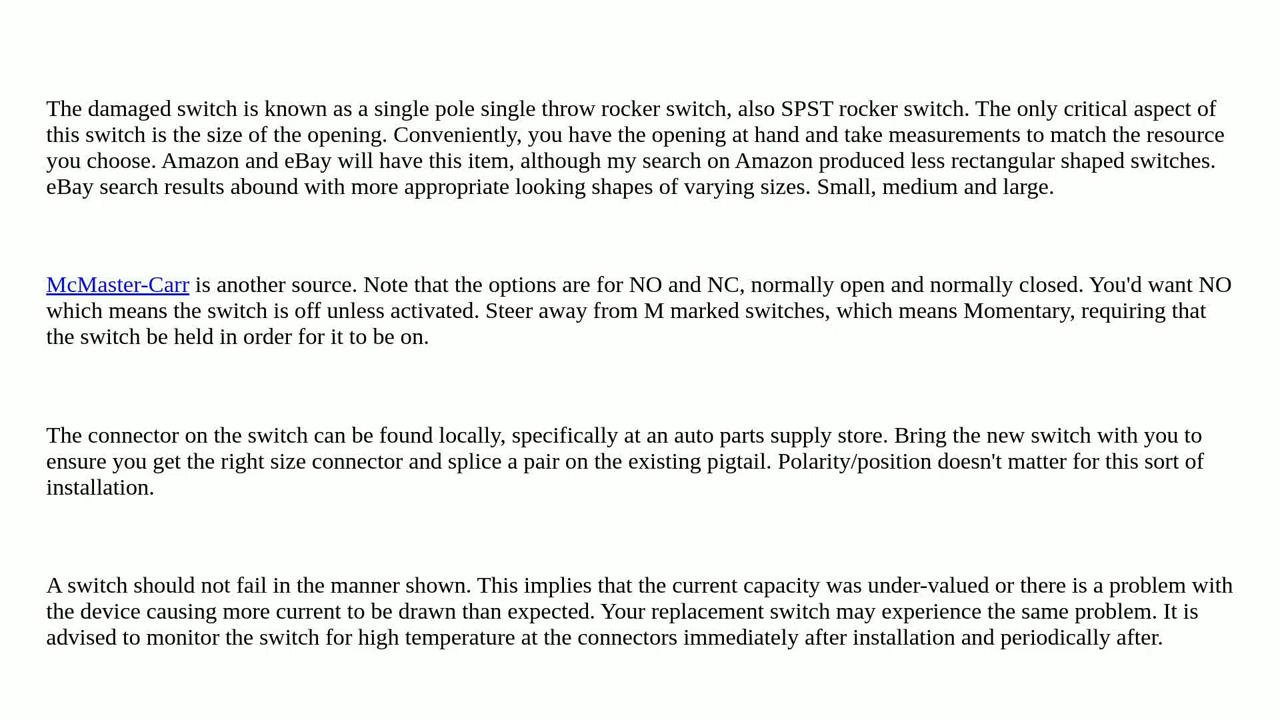 The damaged switch is known as a single pole single throw rocker switch, also SPST rocker switch. The only critical aspect of
this switch is the size of the opening. Conveniently, you have the opening at hand and take measurements to match the resource
you choose. Amazon and eBay will have this item, although my search on Amazon produced less rectangular shaped switches.
eBay search results abound with more appropriate looking shapes of varying sizes. Small, medium and large.
McMaster-Carr is another source. Note that the options are for NO and NC, normally open and normally closed. You'd want NO
which means the switch is off unless activated. Steer away from M marked switches, which means Momentary, requiring that
the switch be held in order for it to be on.
The connector on the switch can be found locally, specifically at an auto parts supply store. Bring the new switch with you to
ensure you get the right size connector and splice a pair on the existing pigtail. Polarity/position doesn't matter for this sort of
installation.
A switch should not fail in the manner shown. This implies that the current capacity was under-valued or there is a problem with
the device causing more current to be drawn than expected. Your replacement switch may experience the same problem. It is
advised to monitor the switch for high temperature at the connectors immediately after installation and periodically after.